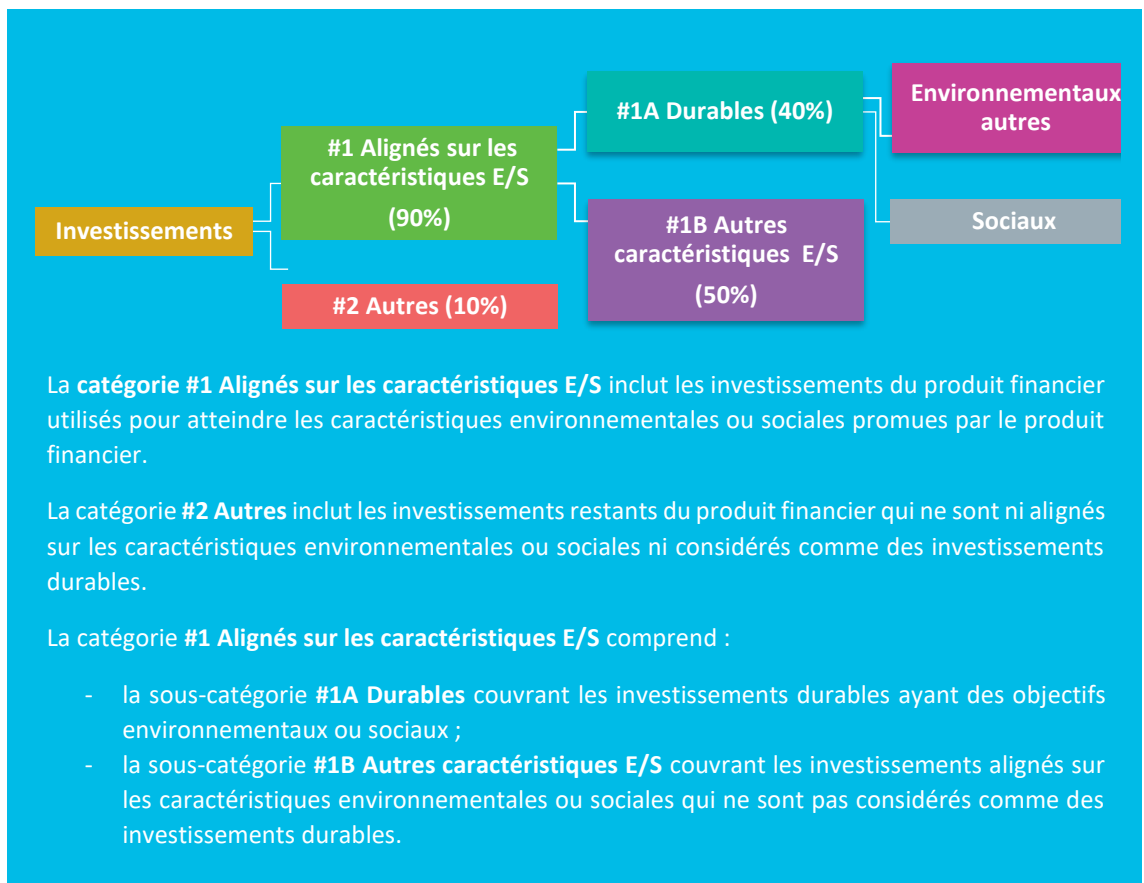 Investissements
#1 Alignés sur les
caractéristiques E/S
(90%)
#2 Autres (10%)
#1A Durables (40%)
#1B Autres
caractéristiques E/S
(50%)
Environnementaux
autres
Sociaux
La catégorie #1 Alignés sur les caractéristiques E/S inclut les investissements du produit financier
utilisés pour atteindre les caractéristiques environnementales ou sociales promues par le produit
financier.
La catégorie #2 Autres inclut les investissements restants du produit financier qui ne sont ni alignés
sur les caractéristiques environnementales ou sociales ni considérés comme des investissements
durables.
La catégorie #1 Alignés sur les caractéristiques E/S comprend :
- la sous-catégorie #1A Durables couvrant les investissements durables ayant des objectifs
environnementaux ou sociaux ;
- la sous-catégorie #1B Autres caractéristiques E/S couvrant les investissements alignés sur
les caractéristiques environnementales ou sociales qui ne sont pas considérés comme des
investissements durables.